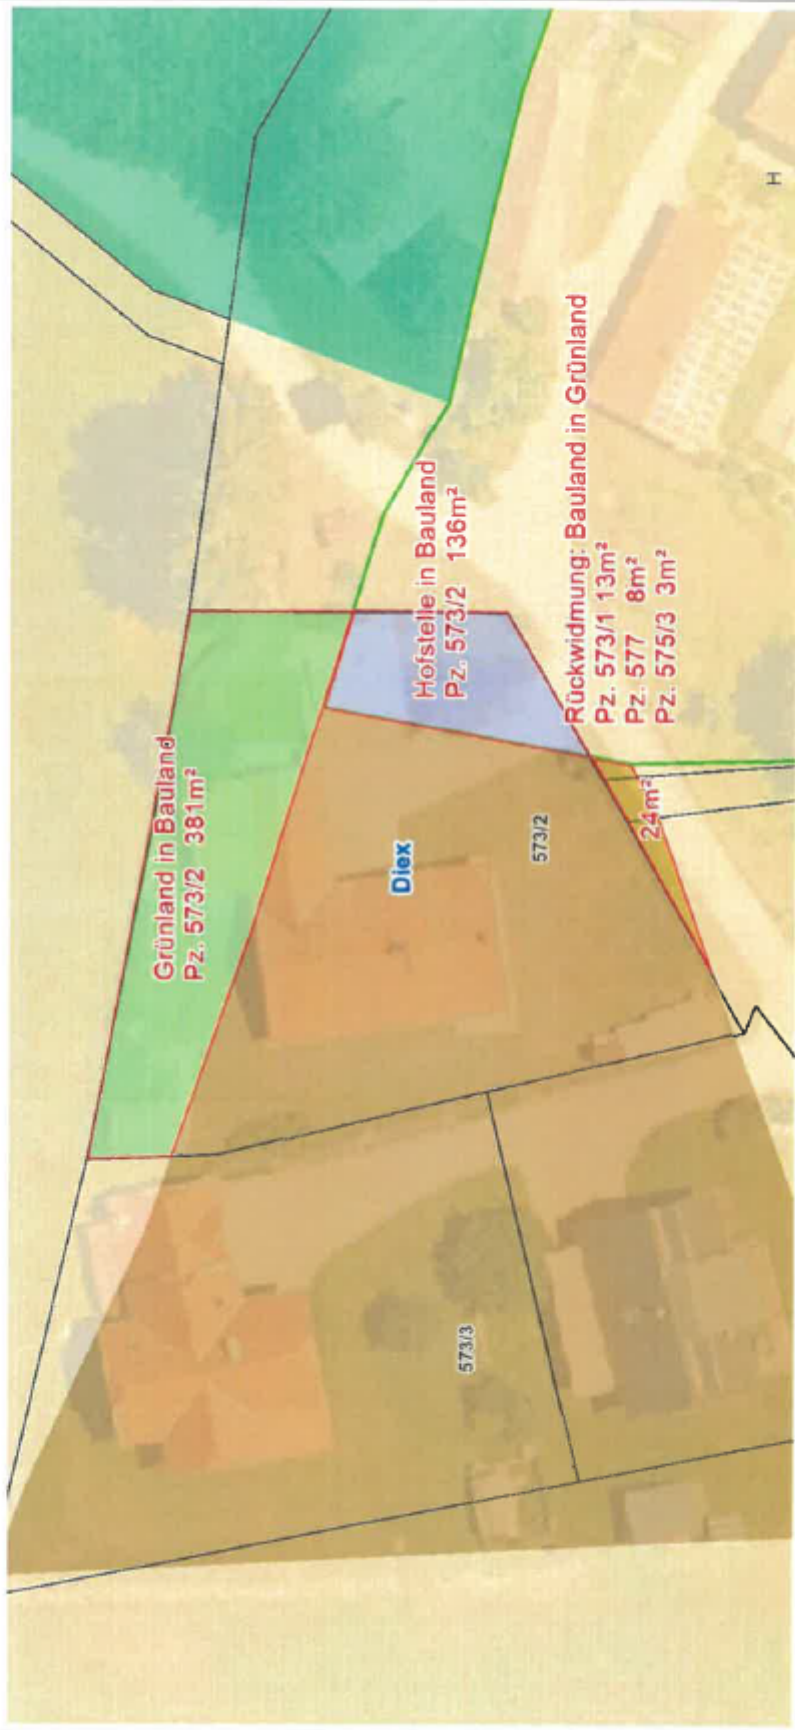 Grünland in Bauland
Pz. 573/2 381m²
Diex
573/2
Hofstelle in Bauland
Pz. 573/2 136m²
Rückwidmung: Bauland in Grünland
Pz. 573/1 13m²
Pz. 577 8m²
Pz. 575/3 3m²
24m²
573/3
H